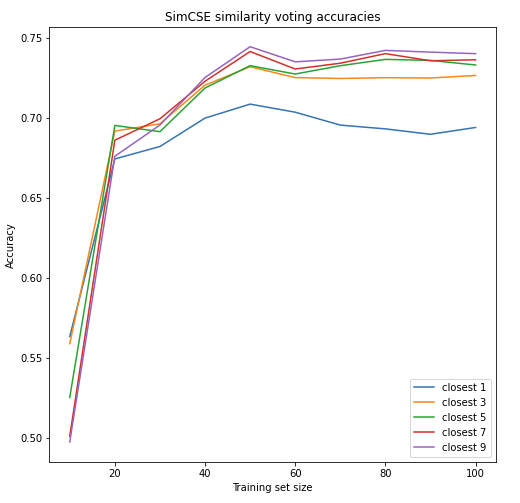 SimCSE similarity voting accuracies
0.75
0.70
0.65
0.60
0.55
0.50
Accuracy
20
40
60
80
100
Training set size
closest 1
closest 3
closest 5
closest 7
closest 9